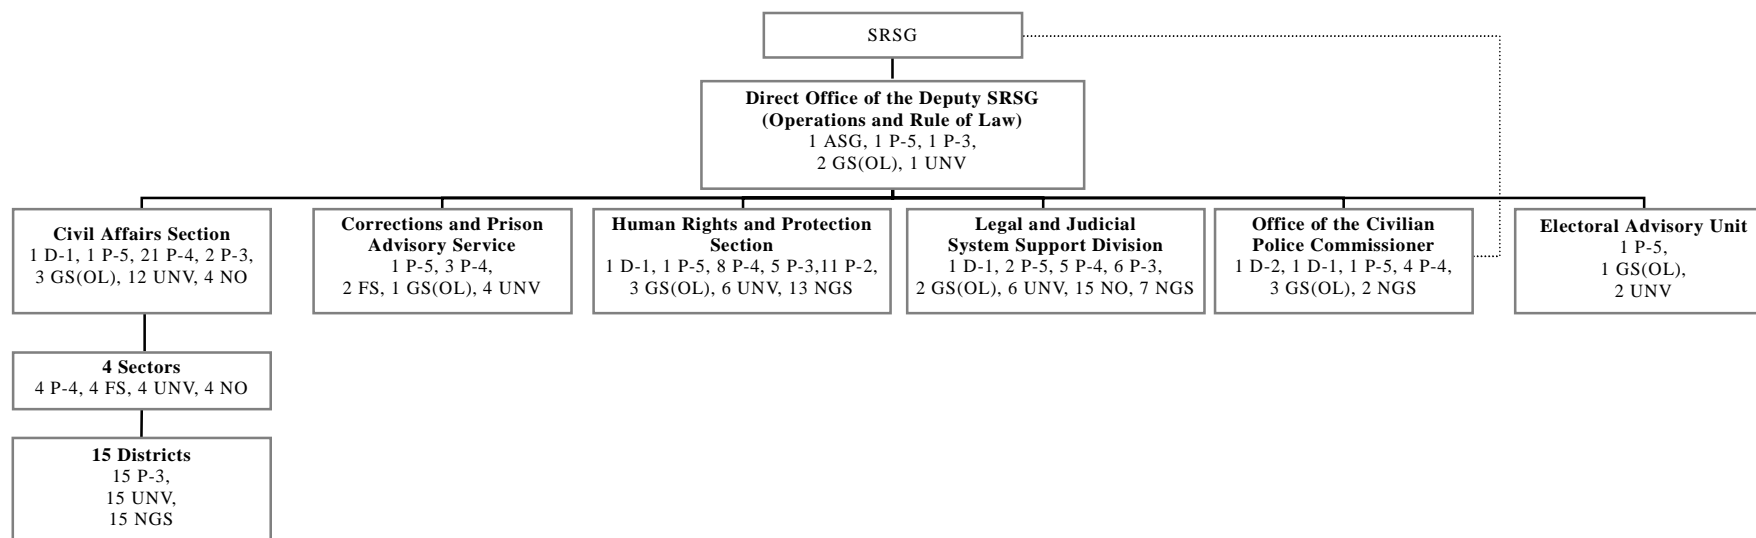 SRSG
Direct Office of the Deputy SRSG
(Operations and Rule of Law)
1 ASG, 1 P-5, 1 P-3,
2 GS(OL), 1 UNV
Civil Affairs Section
1 D-1, 1 P-5, 21 P-4, 2 P-3,
3 GS(OL), 12 UNV, 4 NO
Corrections and Prison
Advisory Service
1 P-5, 3 P-4,
2 FS, 1 GS(OL), 4 UNV
Human Rights and Protection
Section
1 D-1, 1 P-5, 8 P-4, 5 P-3,11 P-2,
3 GS(OL), 6 UNV, 13 NGS
Legal and Judicial
System Support Division
1 D-1, 2 P-5, 5 P-4, 6 P-3,
2 GS(OL), 6 UNV, 15 NO, 7 NGS
Office of the Civilian
Police Commissioner
1 D-2, 1 D-1, 1 P-5, 4 P-4,
3 GS(OL), 2 NGS
Electoral Advisory Unit
1 P-5,
1 GS(OL),
2 UNV
4 Sectors
4 P-4, 4 FS, 4 UNV, 4 NO
15 Districts
15 P-3,
15 UNV,
15 NGS